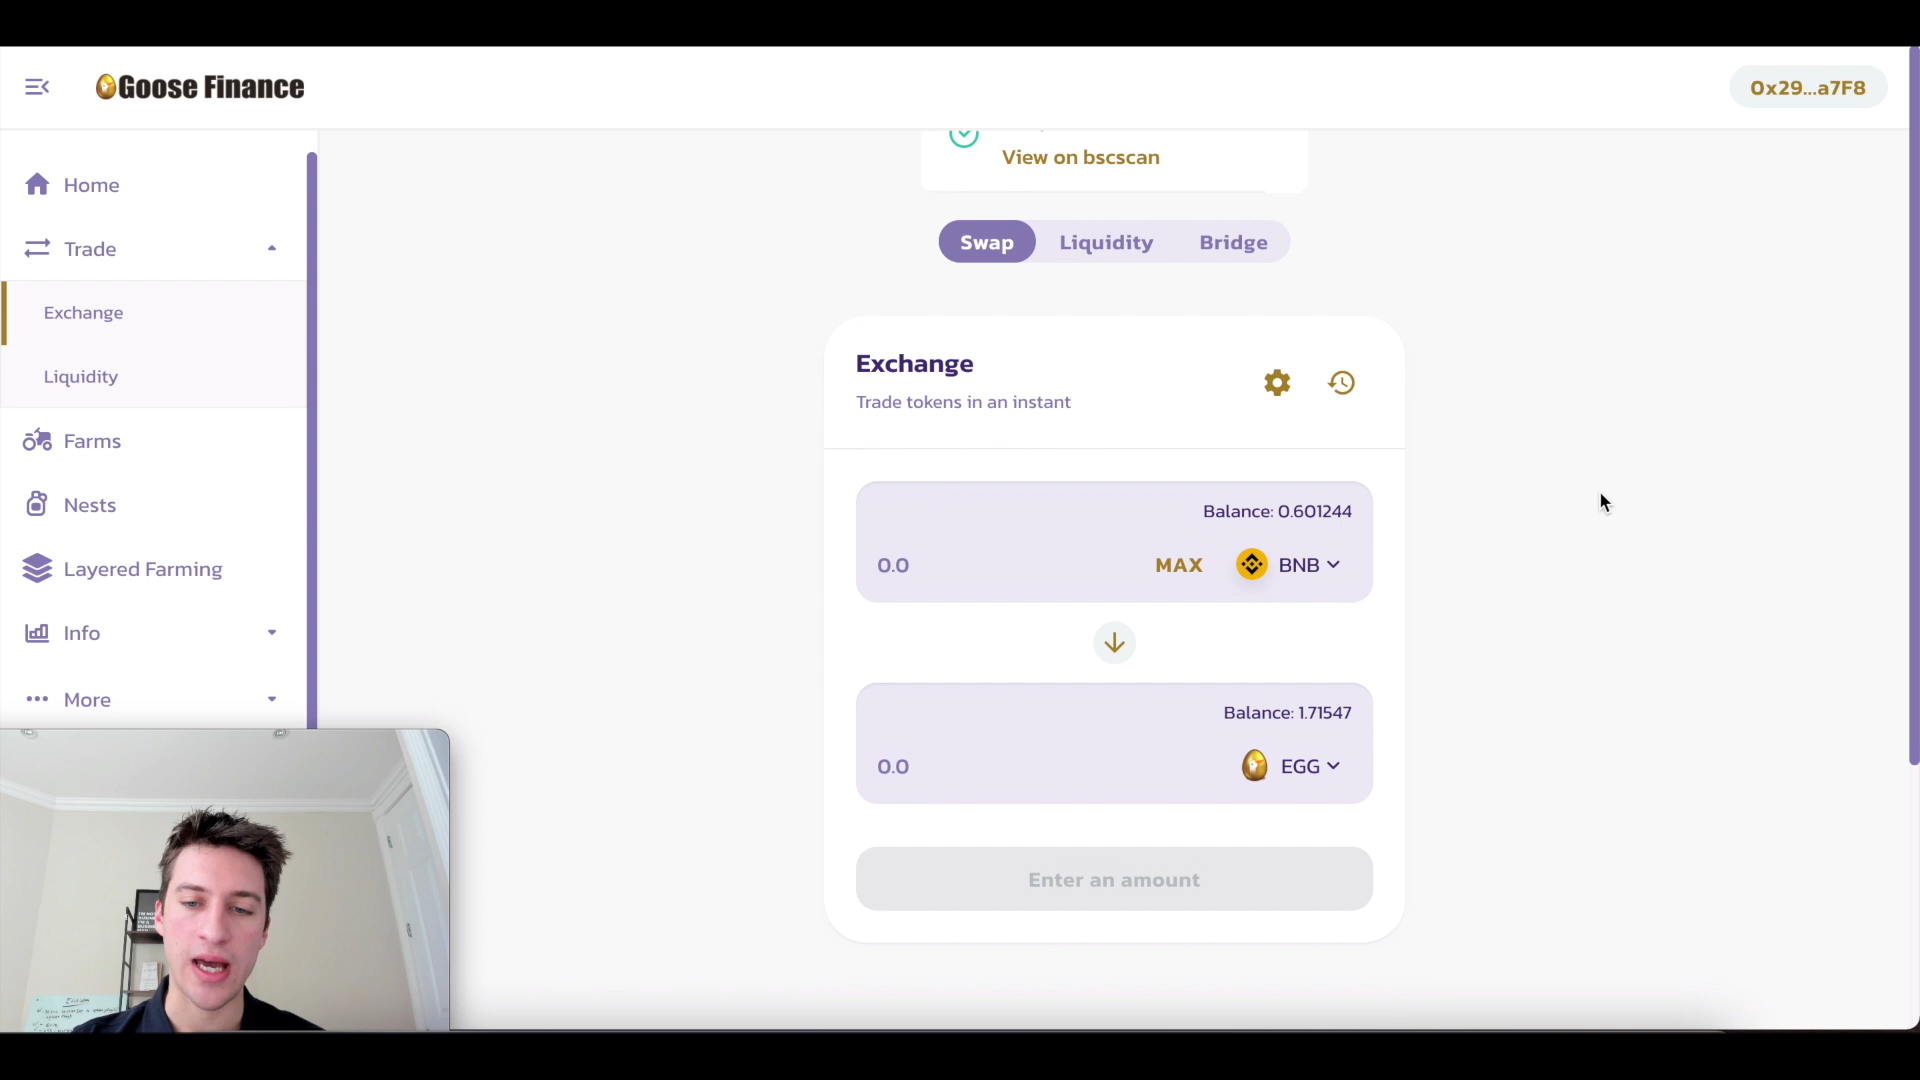 Goose Finance
0x29...a7F8
Home
Trade
Exchange
Liquidity
Farms
Nests
Layered Farming
Info
More
View on bscscan
Swap
Liquidity
Bridge
Exchange
Trade tokens in an instant
Balance: 0.601244
0.0
MAX
BNB
Balance: 1.71547
0.0
EGG
Enter an amount